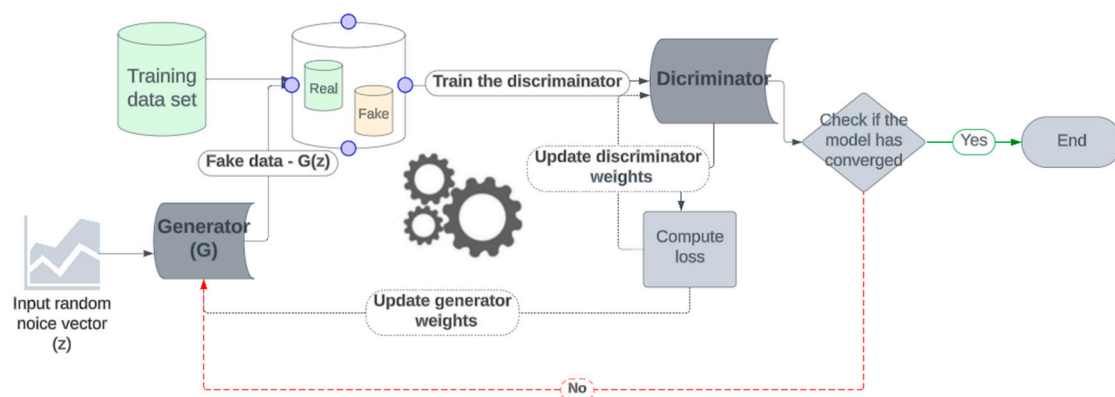 Training
data set
Real
Fake
Train the discrimainator
Dicriminator
Check if the
model has
converged
Yes
End
Fake data - G(z)
Update discriminator
weights
Generator
(G)
Compute
loss
Input random
noice vector
(z)
Update generator
weights
No